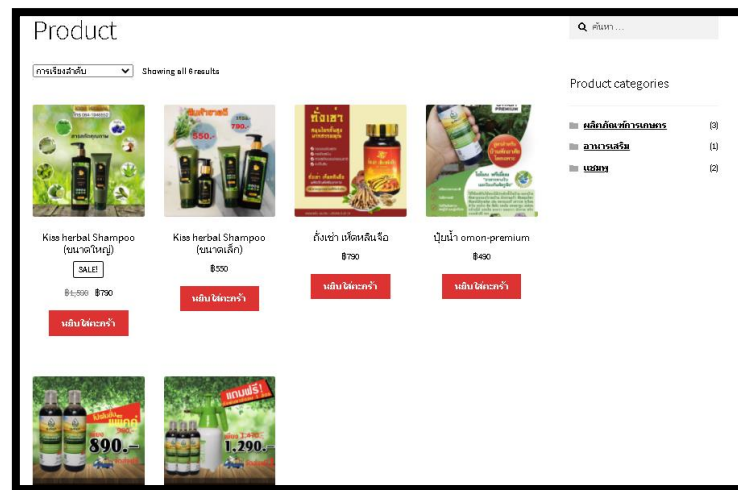 Product
ค้นหา …
การเรียงลำดับ
Showing all 6 results
Product categories
ผลิตภัณฑ์การเกษตร (3)
อาหารเสริม (1)
แชมพู (2)
550.-
790.-
ถั่งเช่า
PREMIUM
Kiss herbal Shampoo
(ขนาดใหญ่)
SALE!
฿1,590 ฿790
หยิบใส่ตะกร้า
Kiss herbal Shampoo
(ขนาดเล็ก)
฿550
หยิบใส่ตะกร้า
ถั่งเช่า เห็ดหลินจือ
฿790
หยิบใส่ตะกร้า
ปุ๋ยน้ำ omon-premium
฿490
หยิบใส่ตะกร้า
890.-
แถมฟรี!
1,290.-